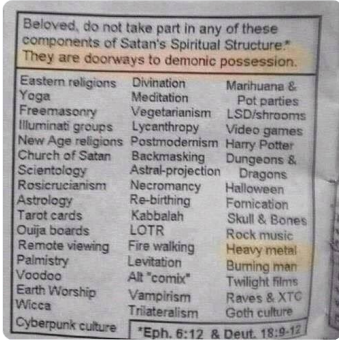 Beloved, do not take part in any of these
components of Satan's Spiritual Structure.*
They are doorways to demonic possession.
Eastern religions
Yoga
Freemasonry
Illuminati groups
New Age religions
Church of Satan
Scientology
Rosicrucianism
Astrology
Tarot cards
Ouija boards
Remote viewing
Palmistry
Voodoo
Earth Worship
Wicca
Cyberpunk culture
Divination
Meditation
Vegetarianism
Lycanthropy
Postmodernism
Backmasking
Astral-projection
Necromancy
Re-birthing
Kabbalah
LOTR
Fire walking
Levitation
Alt "comix"
Vampirism
Trilateralism
Marihuana &
Pot parties
LSD/shrooms
Video games
Harry Potter
Dungeons &
Dragons
Halloween
Fornication
Skull & Bones
Rock music
Heavy metal
Burning man
Twilight films
Raves & XTC
Goth culture
*Eph. 6:12 & Deut. 18:9-12